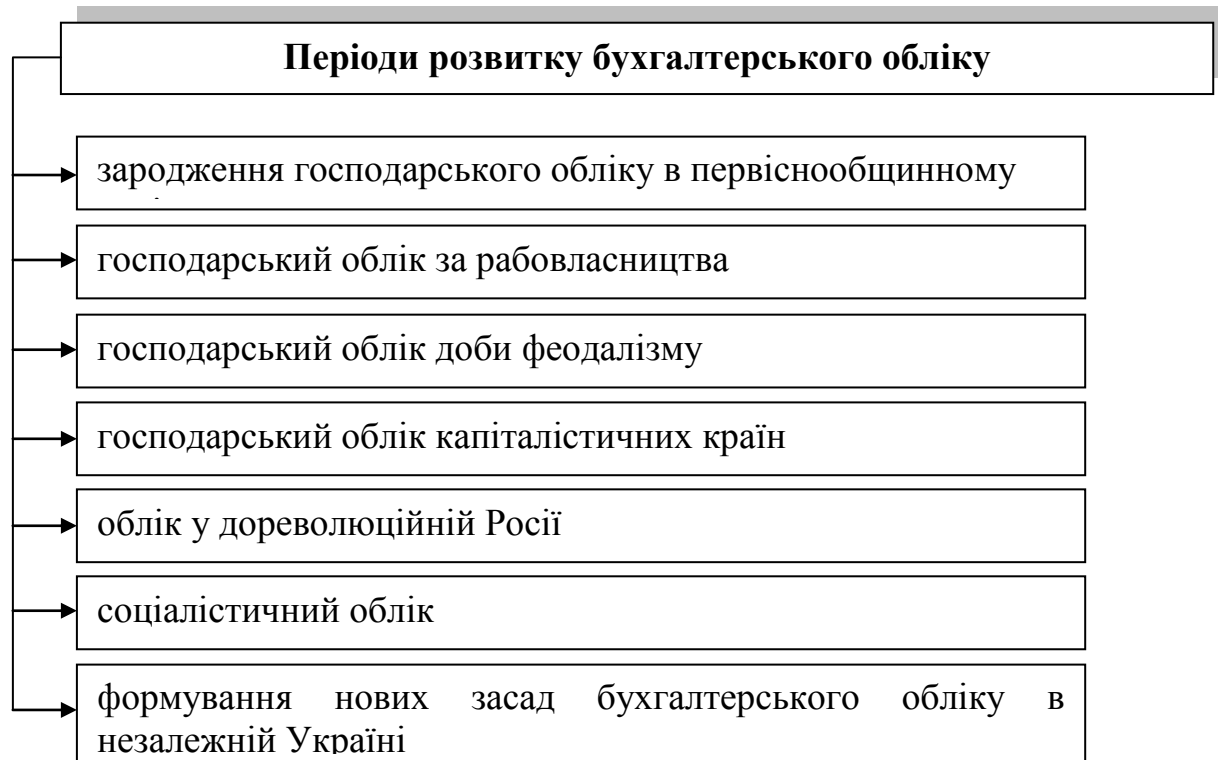 Періоди розвитку бухгалтерського обліку
зародження господарського обліку в первіснообщинному
господарський облік за рабовласництва
господарський облік доби феодалізму
господарський облік капіталістичних країн
облік у дореволюційній Росії
соціалістичний облік
формування нових засад бухгалтерського обліку в
незалежній Україні